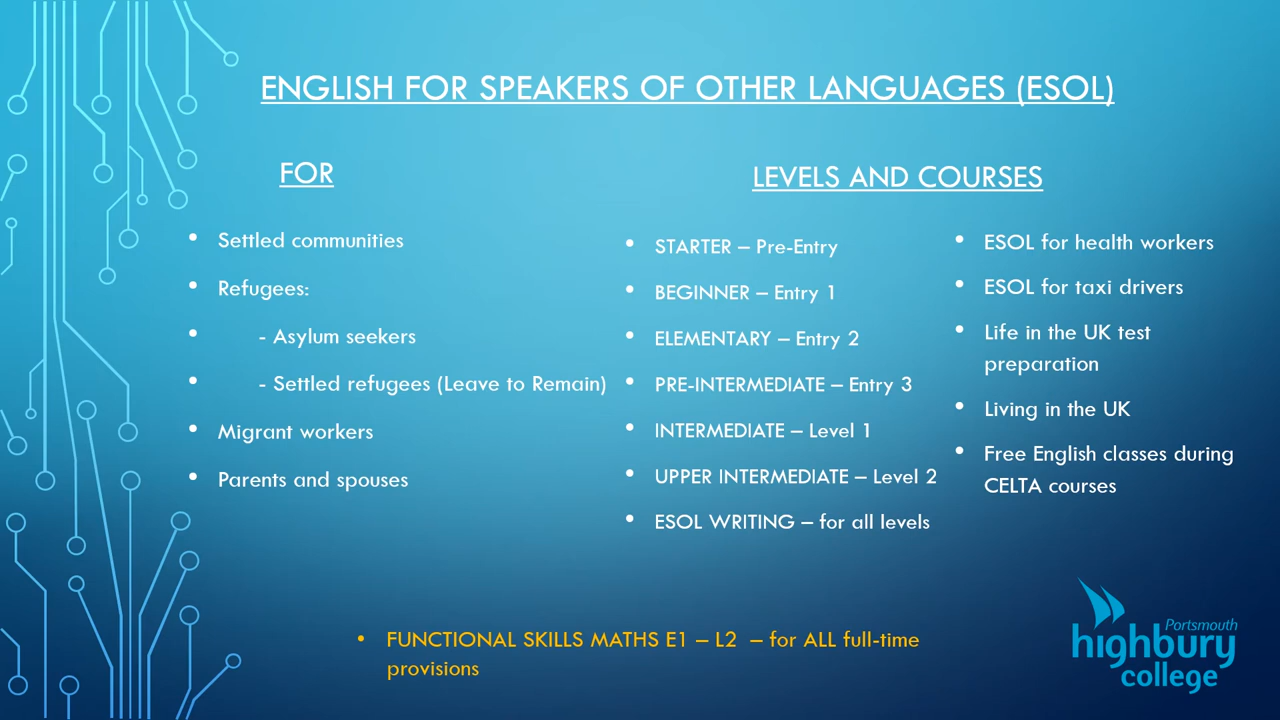 ENGLISH FOR SPEAKERS OF OTHER LANGUAGES (ESOL)
FOR
• Settled communities
• Refugees:
• - Asylum seekers
• - Settled refugees (Leave to Remain)
• Migrant workers
• Parents and spouses
LEVELS AND COURSES
• STARTER – Pre-Entry
• BEGINNER – Entry 1
• ELEMENTARY – Entry 2
• PRE-INTERMEDIATE – Entry 3
• INTERMEDIATE – Level 1
• UPPER INTERMEDIATE – Level 2
• ESOL WRITING – for all levels
• ESOL for health workers
• ESOL for taxi drivers
• Life in the UK test
preparation
• Living in the UK
• Free English classes during
CELTA courses
• FUNCTIONAL SKILLS MATHS E1 – L2 – for ALL full-time
provisions
Portsmouth
highbury
college